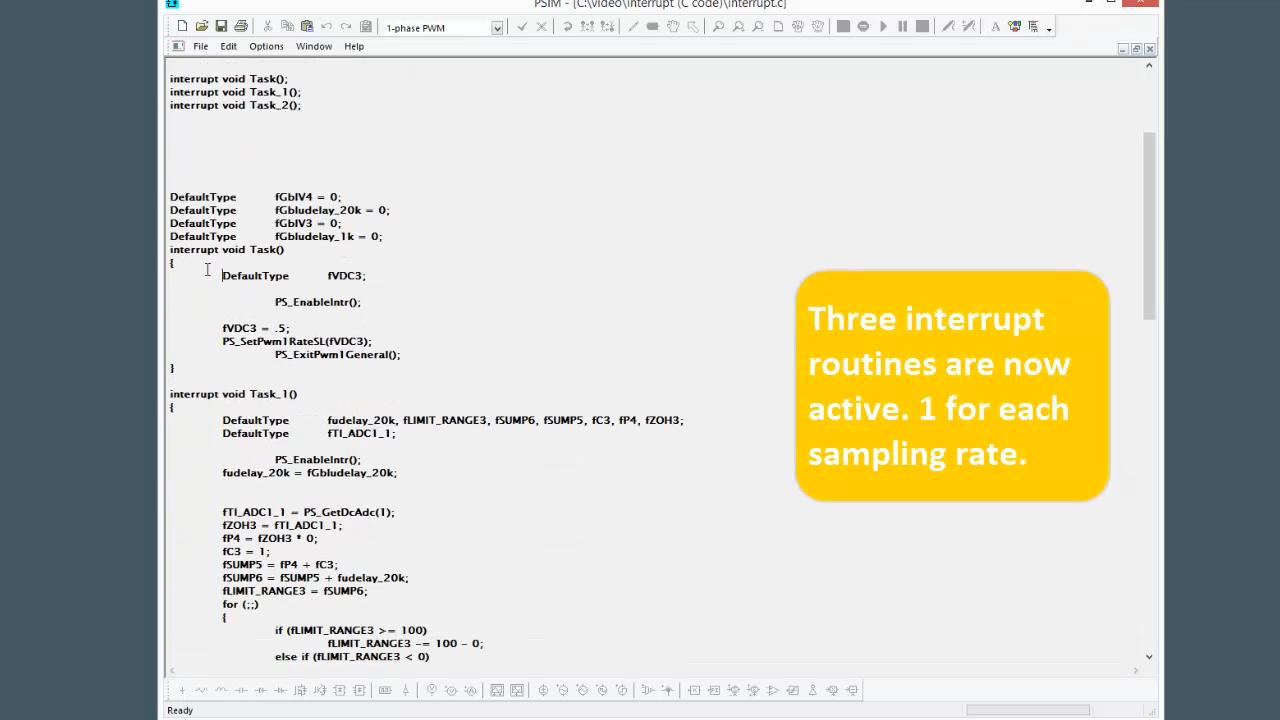 PSIM - [C:\video\interrupt (C code)\interrupt.c]
1-phase PWM
File Edit Options Window Help
interrupt void Task();
interrupt void Task_1();
interrupt void Task_2();
DefaultType fGblV4 = 0;
DefaultType fGbludelay_20k = 0;
DefaultType fGblV3 = 0;
DefaultType fGbludelay_1k = 0;
interrupt void Task()
{
DefaultType fVDC3;
PS_EnableIntr();
fVDC3 = .5;
PS_SetPwm1RateSL(fVDC3);
PS_ExitPwm1General();
}
interrupt void Task_1()
{
DefaultType fudelay_20k, fLIMIT_RANGE3, fSUMP6, fSUMP5, fC3, fP4, fZOH3;
DefaultType fTI_ADC1_1;
PS_EnableIntr();
fudelay_20k = fGbludelay_20k;
fTI_ADC1_1 = PS_GetDcAdc(1);
fZOH3 = fTI_ADC1_1;
fP4 = fZOH3 * 0;
fC3 = 1;
fSUMP5 = fP4 + fC3;
fSUMP6 = fSUMP5 + fudelay_20k;
fLIMIT_RANGE3 = fSUMP6;
for (;;)
{
if (fLIMIT_RANGE3 >= 100)
fLIMIT_RANGE3 -= 100 - 0;
else if (fLIMIT_RANGE3 < 0)
Three interrupt
routines are now
active. 1 for each
sampling rate.
Ready